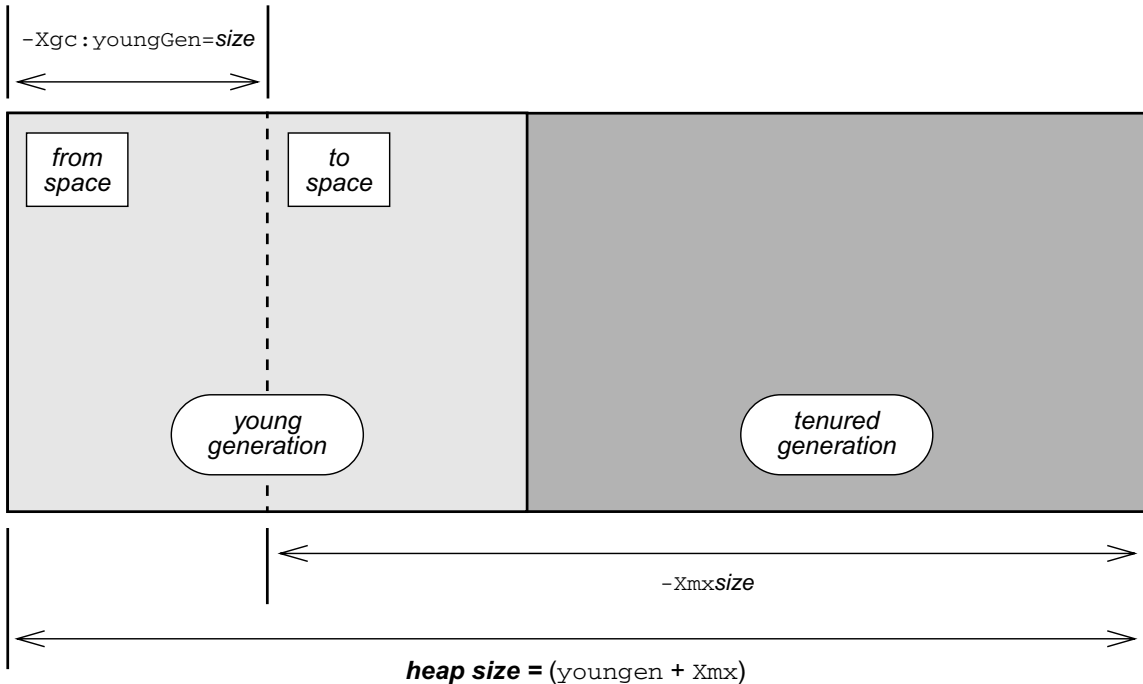 -Xgc:youngGen=size
from
space
to
space
young
generation
tenured
generation
-Xmxsize
heap size = (youngen + Xmx)